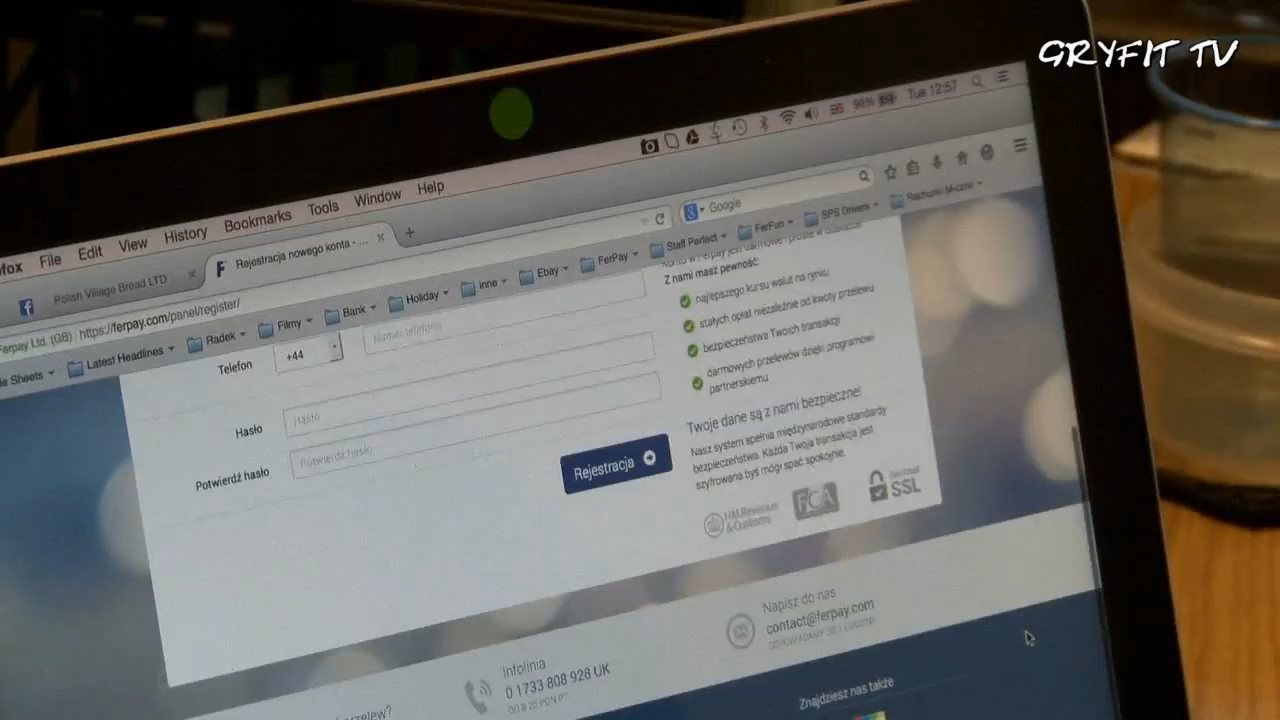 GRYFIT TV
Tue 12:57
99%
File Edit View History Bookmarks Tools Window Help
Polish Village Bread LTD
Rejestracja nowego konta - ...
https://ferpay.com/panel/register/
Google
Latest Headlines
Radek
Filmy
Bank
Holiday
inne
Ebay
FerPay
Staff Perfect
FerFun
SPS Drivers
Telefon
+44
Numer telefonu
Hasło
Hasło
Potwierdź hasło
Potwierdź hasło
Rejestracja
Z nami masz pewność:
najlepszego kursu walut na rynku
stałych opłat niezależnie od kwoty przelewu
bezpieczeństwa Twoich transakcji
darmowych przelewów dzięki programowi
partnerskiemu
Twoje dane są z nami bezpieczne!
Nasz system spełnia międzynarodowe standardy
bezpieczeństwa. Każda Twoja transakcja jest
szyfrowana byś mógł spać spokojnie.
HM Revenue
& Customs
FCA
SSL
Infolinia
0 1733 808 928 UK
Napisz do nas
contact@ferpay.com
Znajdziesz nas także